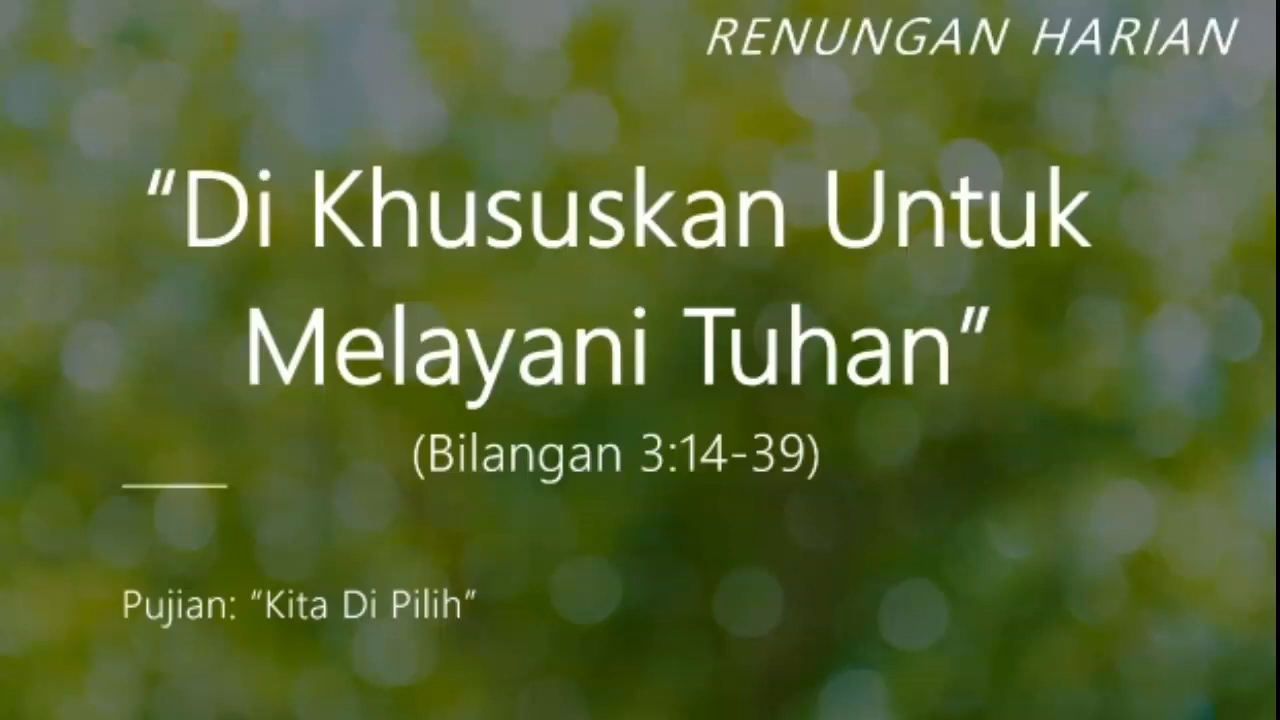 RENUNGAN HARIAN
“Di Khususkan Untuk
Melayani Tuhan”
(Bilangan 3:14-39)
Pujian: “Kita Di Pilih”